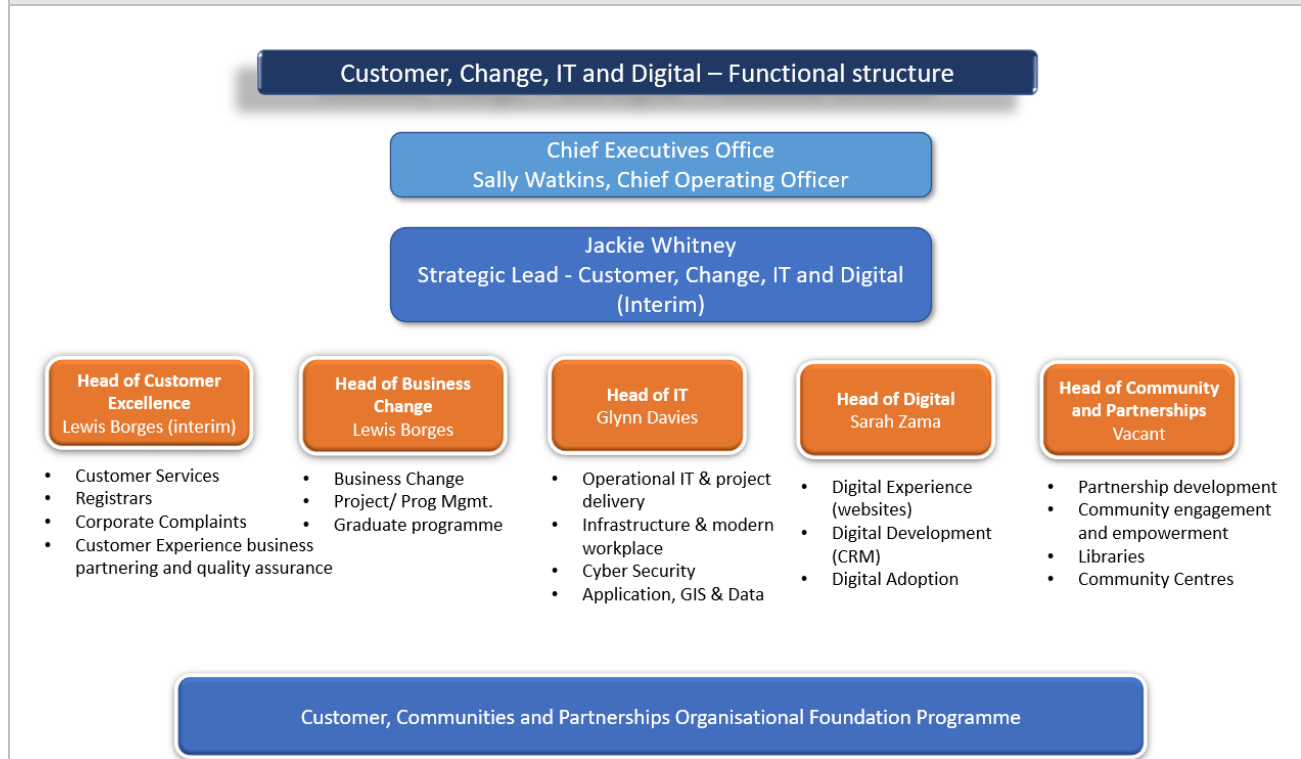 Customer, Change, IT and Digital – Functional structure
Chief Executives Office
Sally Watkins, Chief Operating Officer
Jackie Whitney
Strategic Lead - Customer, Change, IT and Digital
(Interim)
Head of Customer
Excellence
Lewis Borges (interim)
• Customer Services
• Registrars
• Corporate Complaints
• Customer Experience business
partnering and quality assurance
Head of Business
Change
Lewis Borges
• Business Change
• Project/ Prog Mgmt.
• Graduate programme
Head of IT
Glynn Davies
• Operational IT & project
delivery
• Infrastructure & modern
workplace
• Cyber Security
• Application, GIS & Data
Head of Digital
Sarah Zama
• Digital Experience
(websites)
• Digital Development
(CRM)
• Digital Adoption
Head of Community
and Partnerships
Vacant
• Partnership development
• Community engagement
and empowerment
• Libraries
• Community Centres
Customer, Communities and Partnerships Organisational Foundation Programme